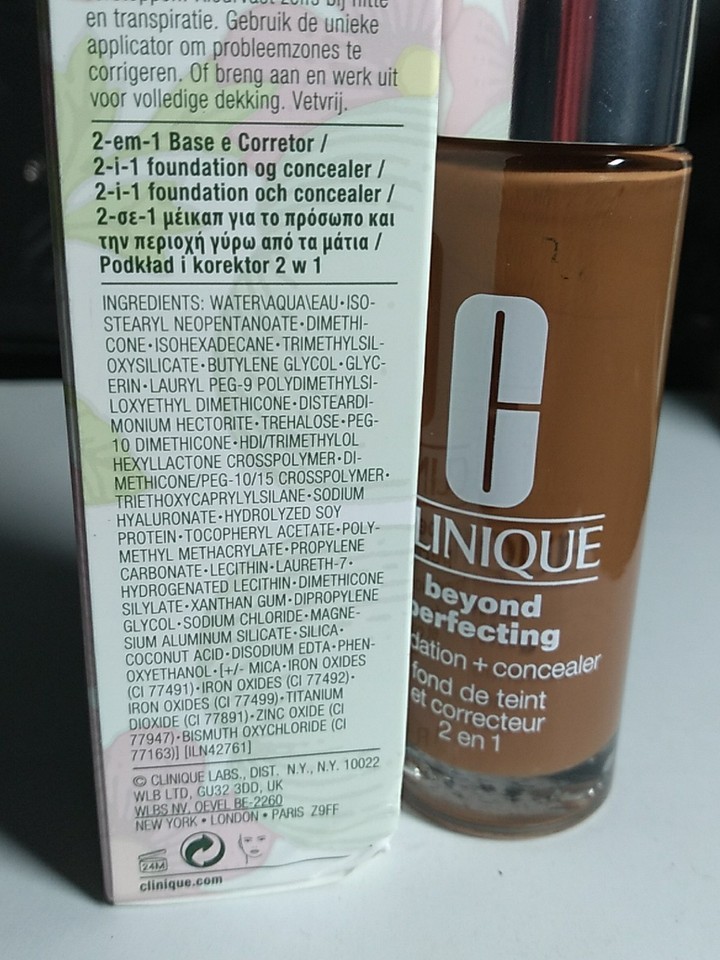 en transpiratie. Gebruik de unieke
applicator om probleemzones te
corrigeren. Of breng aan en werk uit
voor volledige dekking. Vetvrij.
2-em-1 Base e Corretor /
2-i-1 foundation og concealer /
2-i-1 foundation och concealer /
2-σε-1 μέικαπ για το πρόσωπο και
την περιοχή γύρω από τα μάτια /
Podkład i korektor 2 w 1
INGREDIENTS: WATER\AQUA\EAU•ISO-
STEARYL NEOPENTANOATE•DIMETHI-
CONE•ISOHEXADECANE•TRIMETHYLSIL-
OXYSILICATE•BUTYLENE GLYCOL•GLYC-
ERIN•LAURYL PEG-9 POLYDIMETHYLSI-
LOXYETHYL DIMETHICONE•DISTEARDI-
MONIUM HECTORITE•TREHALOSE•PEG-
10 DIMETHICONE•HDI/TRIMETHYLOL
HEXYLLACTONE CROSSPOLYMER•DI-
METHICONE/PEG-10/15 CROSSPOLYMER•
TRIETHOXYCAPRYLYLSILANE•SODIUM
HYALURONATE•HYDROLYZED SOY
PROTEIN•TOCOPHERYL ACETATE•POLY-
METHYL METHACRYLATE•PROPYLENE
CARBONATE•LECITHIN•LAURETH-7•
HYDROGENATED LECITHIN•DIMETHICONE
SILYLATE•XANTHAN GUM•DIPROPYLENE
GLYCOL•SODIUM CHLORIDE•MAGNE-
SIUM ALUMINUM SILICATE•SILICA•
COCONUT ACID•DISODIUM EDTA•PHEN-
OXYETHANOL•[+/- MICA•IRON OXIDES
(CI 77491)•IRON OXIDES (CI 77492)•
IRON OXIDES (CI 77499)•TITANIUM
DIOXIDE (CI 77891)•ZINC OXIDE (CI
77947)•BISMUTH OXYCHLORIDE (CI
77163)] [ILN42761]
© CLINIQUE LABS., DIST. N.Y., N.Y. 10022
WLB LTD, GU32 3DD, UK
WLBS NV, OEVEL BE-2260
NEW YORK • LONDON • PARIS Z9FF
24M
clinique.com
C
LINIQUE
beyond
perfecting
dation + concealer
fond de teint
et correcteur
2 en 1